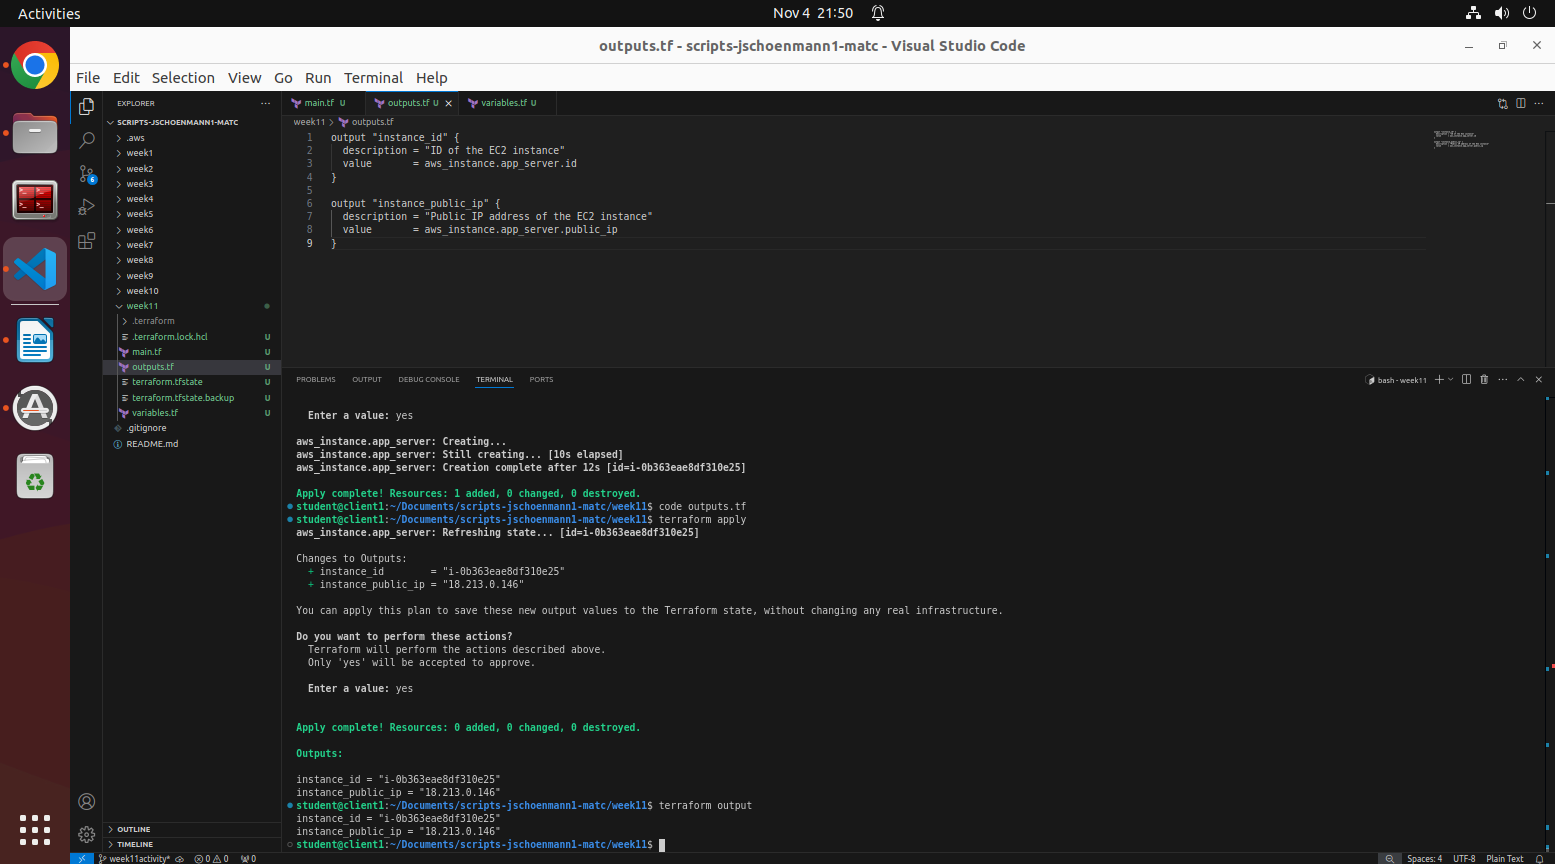 Activities
Nov 4 21:50
outputs.tf - scripts-jschoenmann1-matc - Visual Studio Code
File Edit Selection View Go Run Terminal Help
EXPLORER
SCRIPTS-JSCHOENMANN1-MATC
.aws
week1
week2
week3
week4
week5
week6
week7
week8
week9
week10
week11
.terraform
.terraform.lock.hcl U
main.tf U
outputs.tf U
terraform.tfstate U
terraform.tfstate.backup U
variables.tf U
.gitignore
README.md
OUTLINE
TIMELINE
6
main.tf U outputs.tf U variables.tf U
week11 > outputs.tf
1 output "instance_id" {
2 description = "ID of the EC2 instance"
3 value = aws_instance.app_server.id
4 }
5
6 output "instance_public_ip" {
7 description = "Public IP address of the EC2 instance"
8 value = aws_instance.app_server.public_ip
9 }
PROBLEMS OUTPUT DEBUG CONSOLE TERMINAL PORTS
bash - week11
Enter a value: yes
aws_instance.app_server: Creating...
aws_instance.app_server: Still creating... [10s elapsed]
aws_instance.app_server: Creation complete after 12s [id=i-0b363eae8df310e25]
Apply complete! Resources: 1 added, 0 changed, 0 destroyed.
student@client1:~/Documents/scripts-jschoenmann1-matc/week11$ code outputs.tf
student@client1:~/Documents/scripts-jschoenmann1-matc/week11$ terraform apply
aws_instance.app_server: Refreshing state... [id=i-0b363eae8df310e25]
Changes to Outputs:
+ instance_id = "i-0b363eae8df310e25"
+ instance_public_ip = "18.213.0.146"
You can apply this plan to save these new output values to the Terraform state, without changing any real infrastructure.
Do you want to perform these actions?
Terraform will perform the actions described above.
Only 'yes' will be accepted to approve.
Enter a value: yes
Apply complete! Resources: 0 added, 0 changed, 0 destroyed.
Outputs:
instance_id = "i-0b363eae8df310e25"
instance_public_ip = "18.213.0.146"
student@client1:~/Documents/scripts-jschoenmann1-matc/week11$ terraform output
instance_id = "i-0b363eae8df310e25"
instance_public_ip = "18.213.0.146"
student@client1:~/Documents/scripts-jschoenmann1-matc/week11$
week11activity* 0 0 0
Spaces: 4 UTF-8 Plain Text